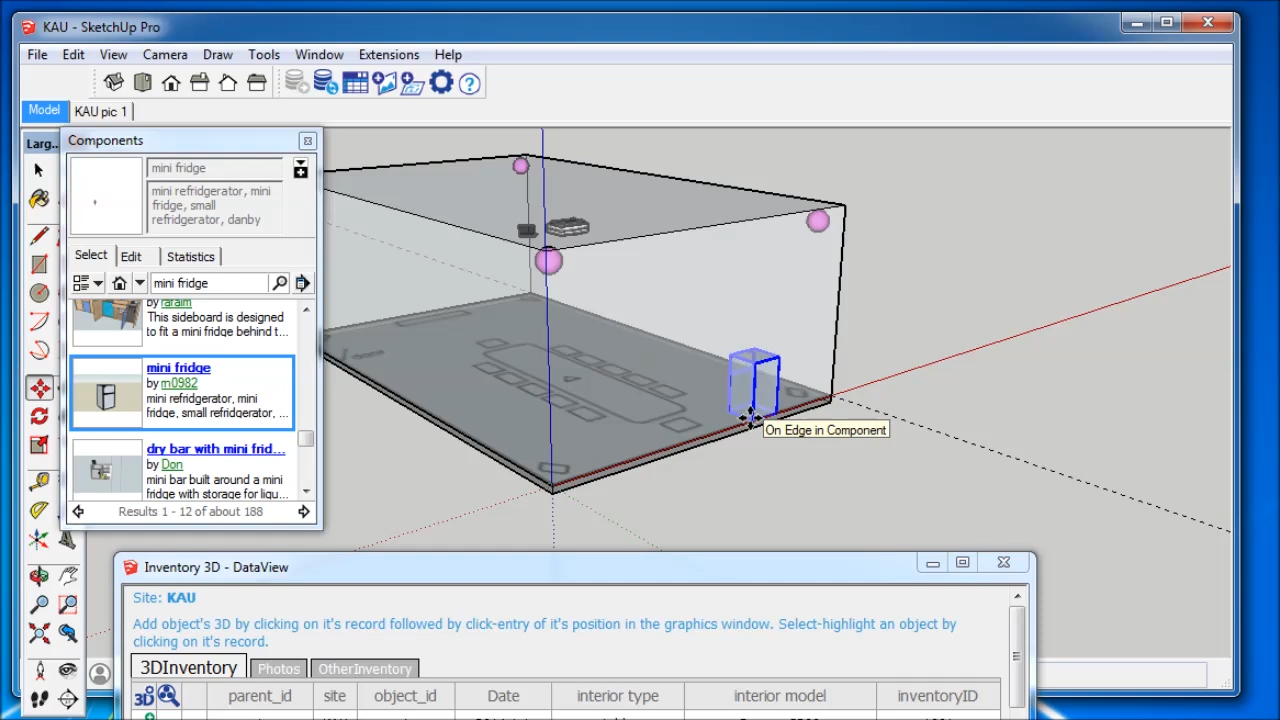 KAU - SketchUp Pro
File Edit View Camera Draw Tools Window Extensions Help
Model KAU pic 1
Larg...
Components
mini fridge
mini refridgerator, mini
fridge, small
refridgerator, danby
Select Edit Statistics
mini fridge
by raraim
This sideboard is designed
to fit a mini fridge behind t...
mini fridge
by m0982
mini refridgerator, mini
fridge, small refridgerator, ...
dry bar with mini frid...
by Don
mini bar built around a mini
fridge with storage for liqu...
Results 1 - 12 of about 188
On Edge in Component
Inventory 3D - DataView
Site: KAU
Add object's 3D by clicking on it's record followed by click-entry of it's position in the graphics window. Select-highlight an object by
clicking on it's record.
3DInventory Photos OtherInventory
3D parent_id site object_id Date interior type interior model inventoryID